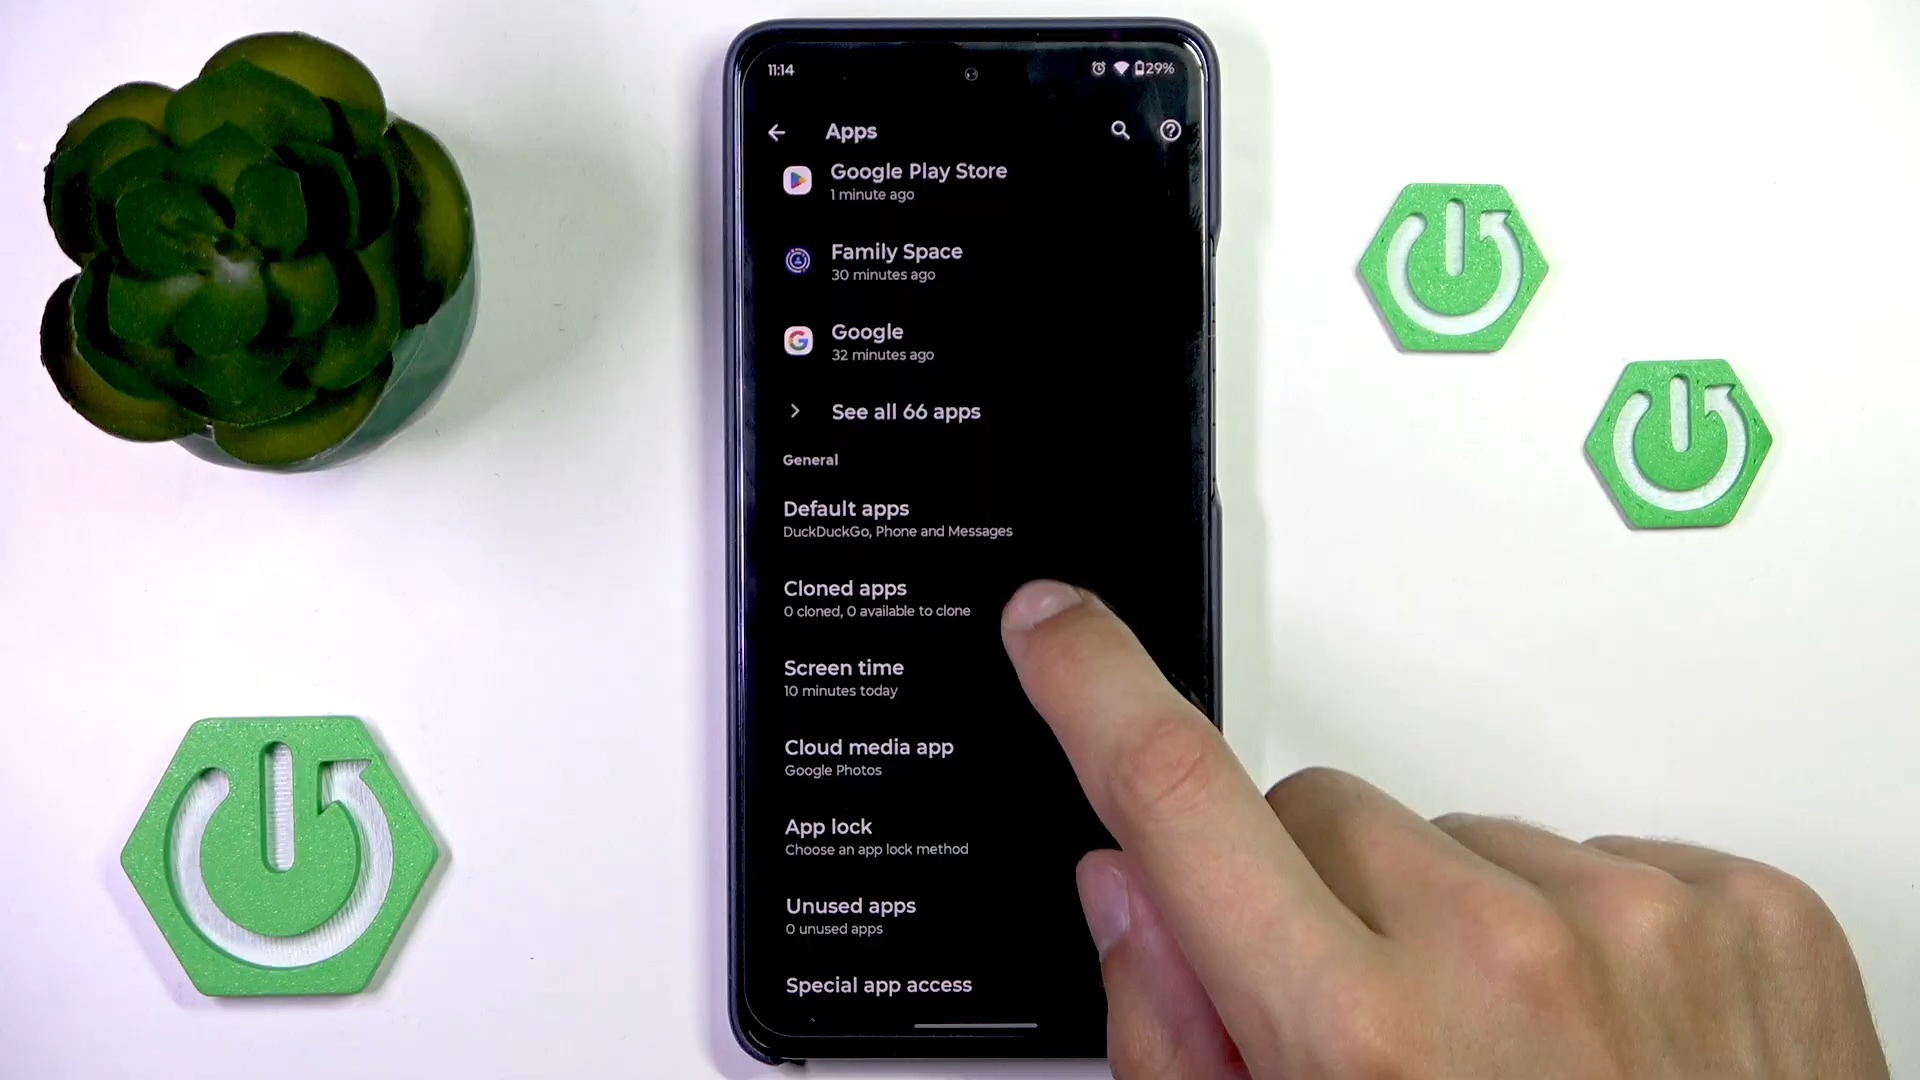 11:14
29%
Apps
Google Play Store
1 minute ago
Family Space
30 minutes ago
Google
32 minutes ago
See all 66 apps
General
Default apps
DuckDuckGo, Phone and Messages
Cloned apps
0 cloned, 0 available to clone
Screen time
10 minutes today
Cloud media app
Google Photos
App lock
Choose an app lock method
Unused apps
0 unused apps
Special app access